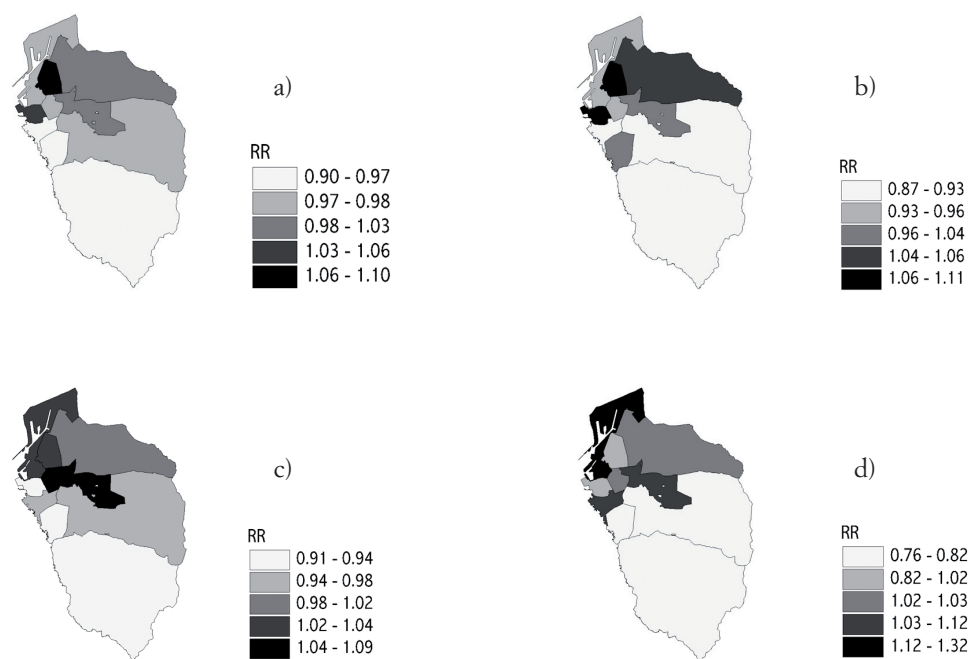 a)
RR
0.90 - 0.97
0.97 - 0.98
0.98 - 1.03
1.03 - 1.06
1.06 - 1.10
b)
RR
0.87 - 0.93
0.93 - 0.96
0.96 - 1.04
1.04 - 1.06
1.06 - 1.11
c)
RR
0.91 - 0.94
0.94 - 0.98
0.98 - 1.02
1.02 - 1.04
1.04 - 1.09
d)
RR
0.76 - 0.82
0.82 - 1.02
1.02 - 1.03
1.03 - 1.12
1.12 - 1.32